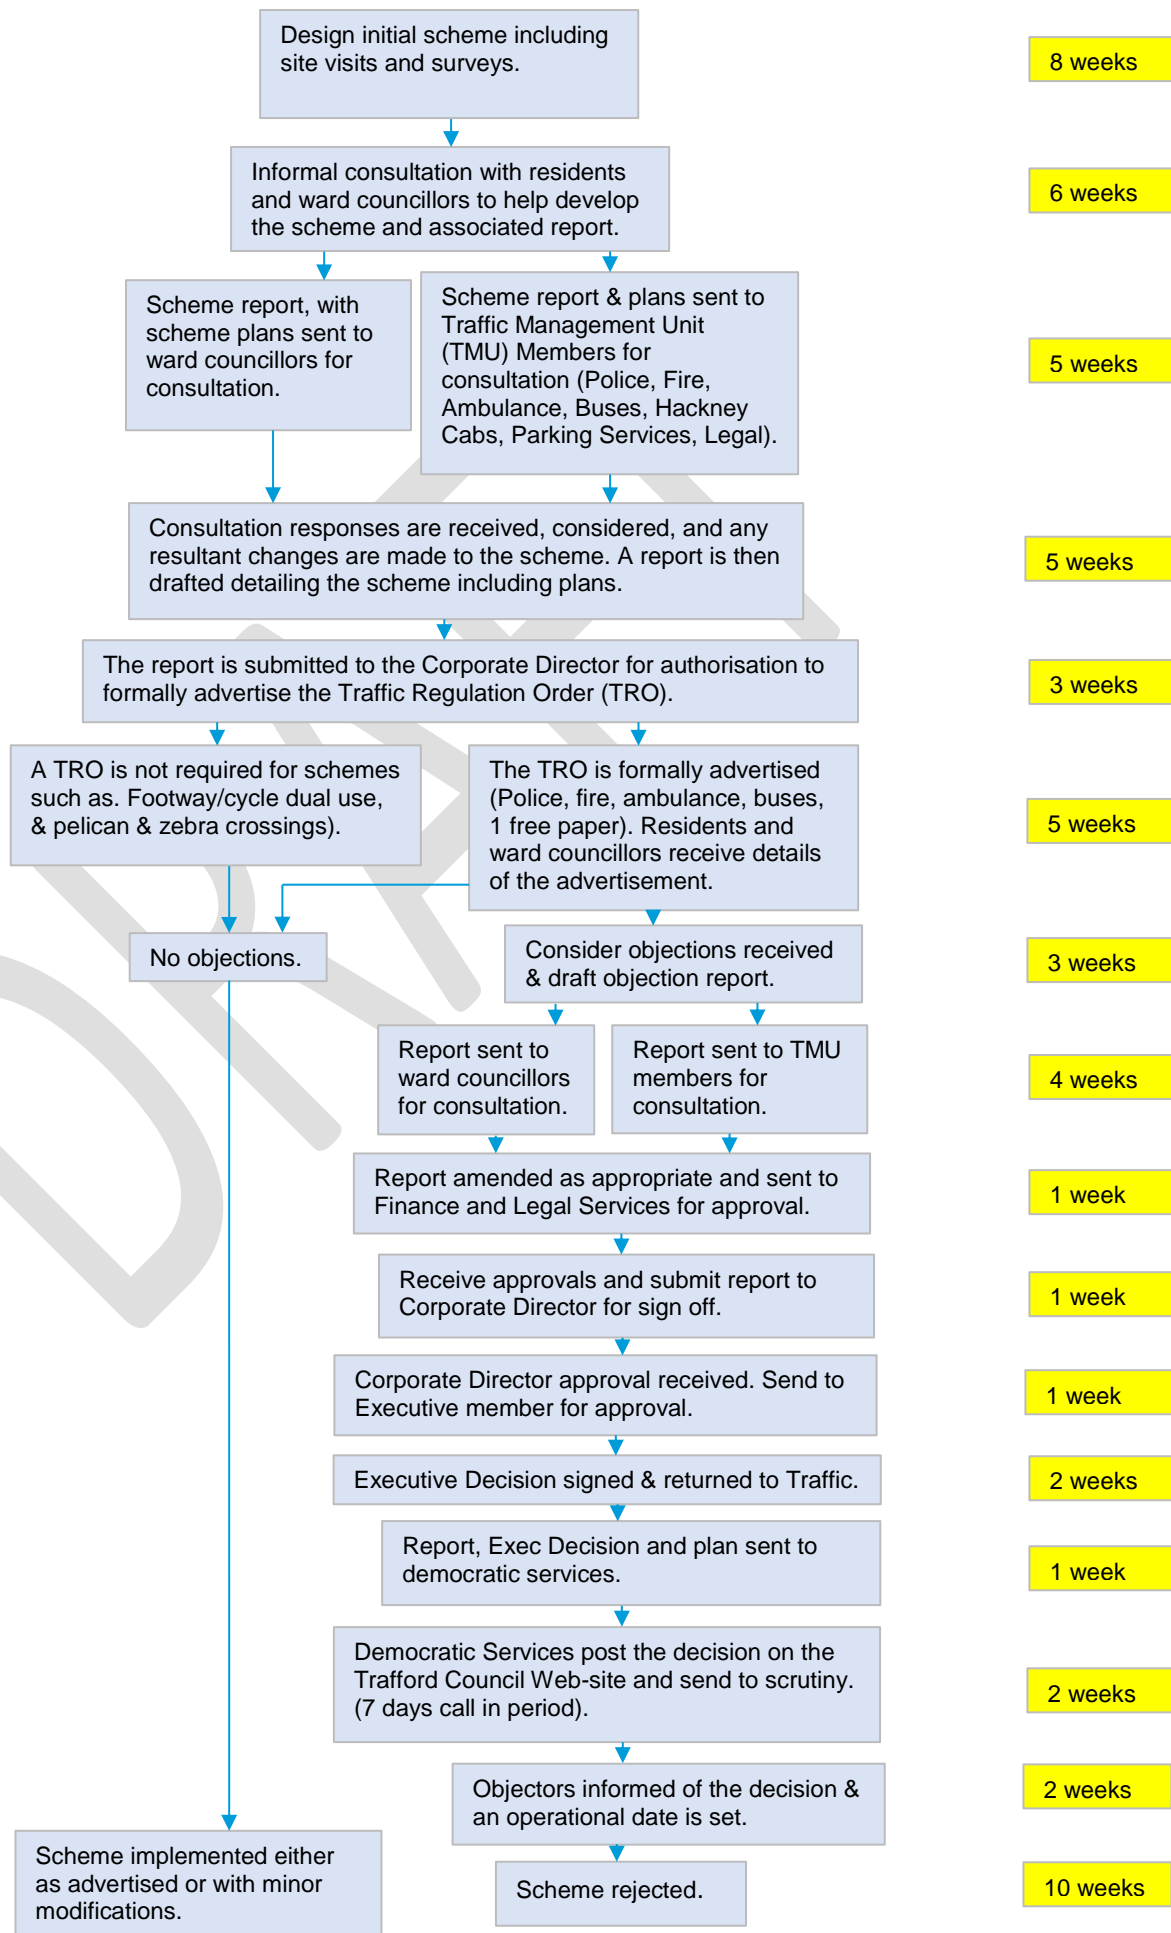 Design initial scheme including
site visits and surveys.
8 weeks
Informal consultation with residents
and ward councillors to help develop
the scheme and associated report.
6 weeks
Scheme report, with
scheme plans sent to
ward councillors for
consultation.
Scheme report & plans sent to
Traffic Management Unit
(TMU) Members for
consultation (Police, Fire,
Ambulance, Buses, Hackney
Cabs, Parking Services, Legal).
5 weeks
Consultation responses are received, considered, and any
resultant changes are made to the scheme. A report is then
drafted detailing the scheme including plans.
5 weeks
The report is submitted to the Corporate Director for authorisation to
formally advertise the Traffic Regulation Order (TRO).
3 weeks
A TRO is not required for schemes
such as. Footway/cycle dual use,
& pelican & zebra crossings).
The TRO is formally advertised
(Police, fire, ambulance, buses,
1 free paper). Residents and
ward councillors receive details
of the advertisement.
5 weeks
No objections.
Consider objections received
& draft objection report.
3 weeks
Report sent to
ward councillors
for consultation.
Report sent to TMU
members for
consultation.
4 weeks
Report amended as appropriate and sent to
Finance and Legal Services for approval.
1 week
Receive approvals and submit report to
Corporate Director for sign off.
1 week
Corporate Director approval received. Send to
Executive member for approval.
1 week
Executive Decision signed & returned to Traffic.
2 weeks
Report, Exec Decision and plan sent to
democratic services.
1 week
Democratic Services post the decision on the
Trafford Council Web-site and send to scrutiny.
(7 days call in period).
2 weeks
Objectors informed of the decision &
an operational date is set.
2 weeks
Scheme implemented either
as advertised or with minor
modifications.
Scheme rejected.
10 weeks
DRAFT